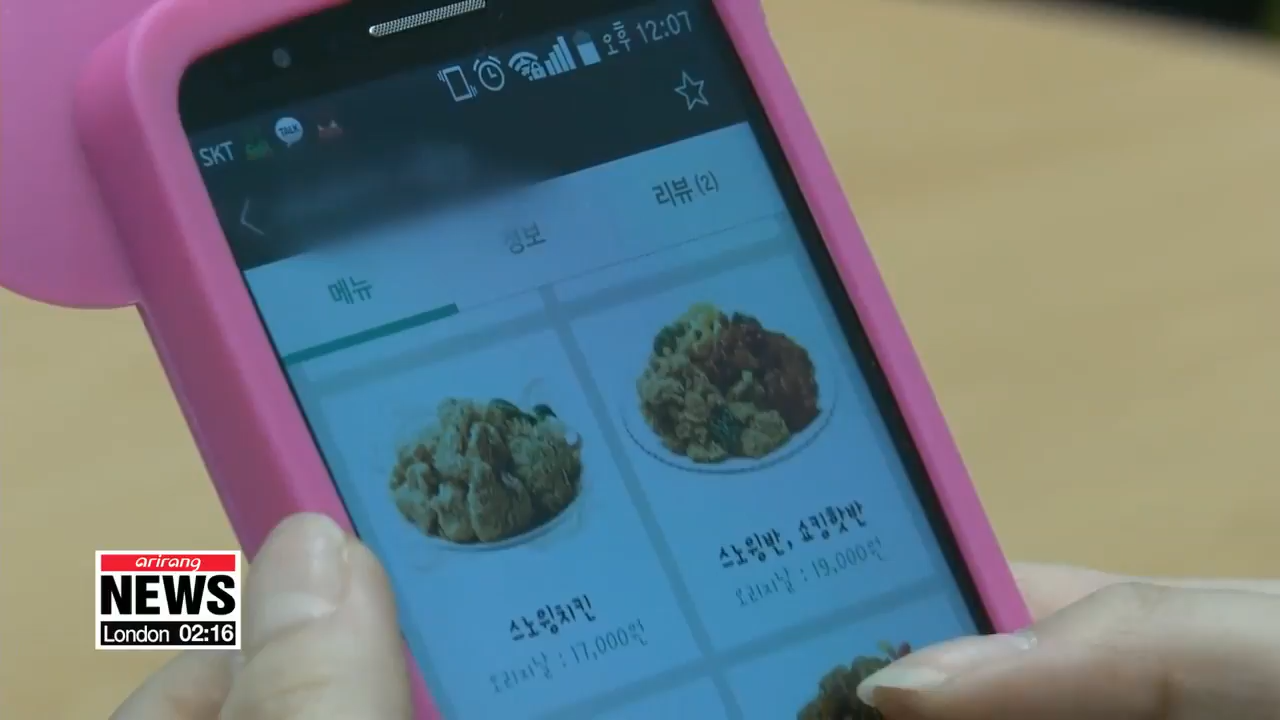 오후 12:07
SKT
TALK
메뉴
정보
리뷰 (2)
스노윙치킨
오리지날 : 17,000원
스노윙반, 쇼킹핫반
오리지날 : 19,000원
arirang
NEWS
London 02:16